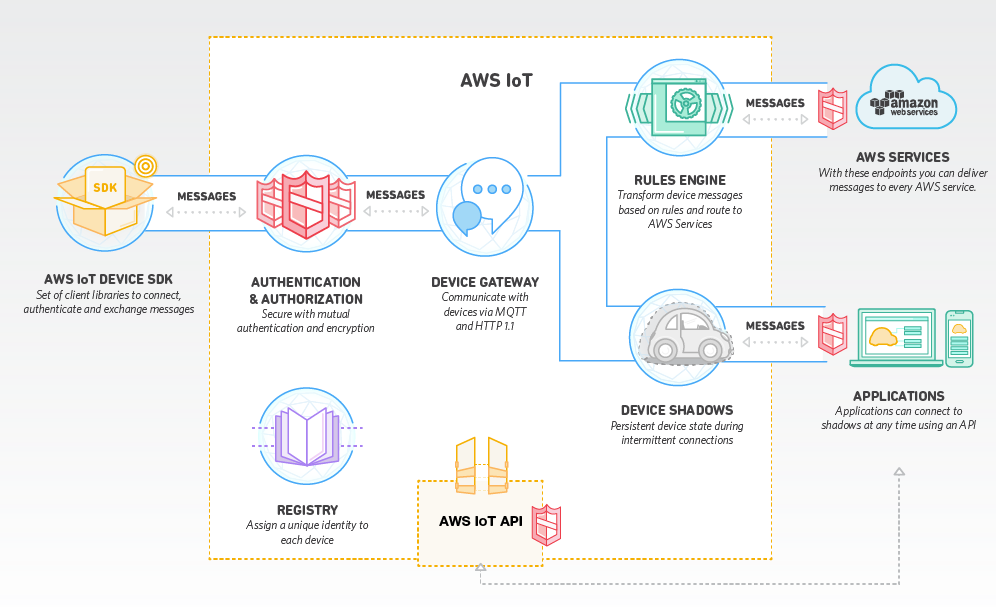 AWS IoT
SDK
MESSAGES
AWS IoT DEVICE SDK
Set of client libraries to connect,
authenticate and exchange messages
AUTHENTICATION
& AUTHORIZATION
Secure with mutual
authentication and encryption
MESSAGES
DEVICE GATEWAY
Communicate with
devices via MQTT
and HTTP 1.1
RULES ENGINE
Transform device messages
based on rules and route to
AWS Services
MESSAGES
amazon
web services
AWS SERVICES
With these endpoints you can deliver
messages to every AWS service.
DEVICE SHADOWS
Persistent device state during
intermittent connections
MESSAGES
APPLICATIONS
Applications can connect to
shadows at any time using an API
REGISTRY
Assign a unique identity to
each device
AWS IoT API